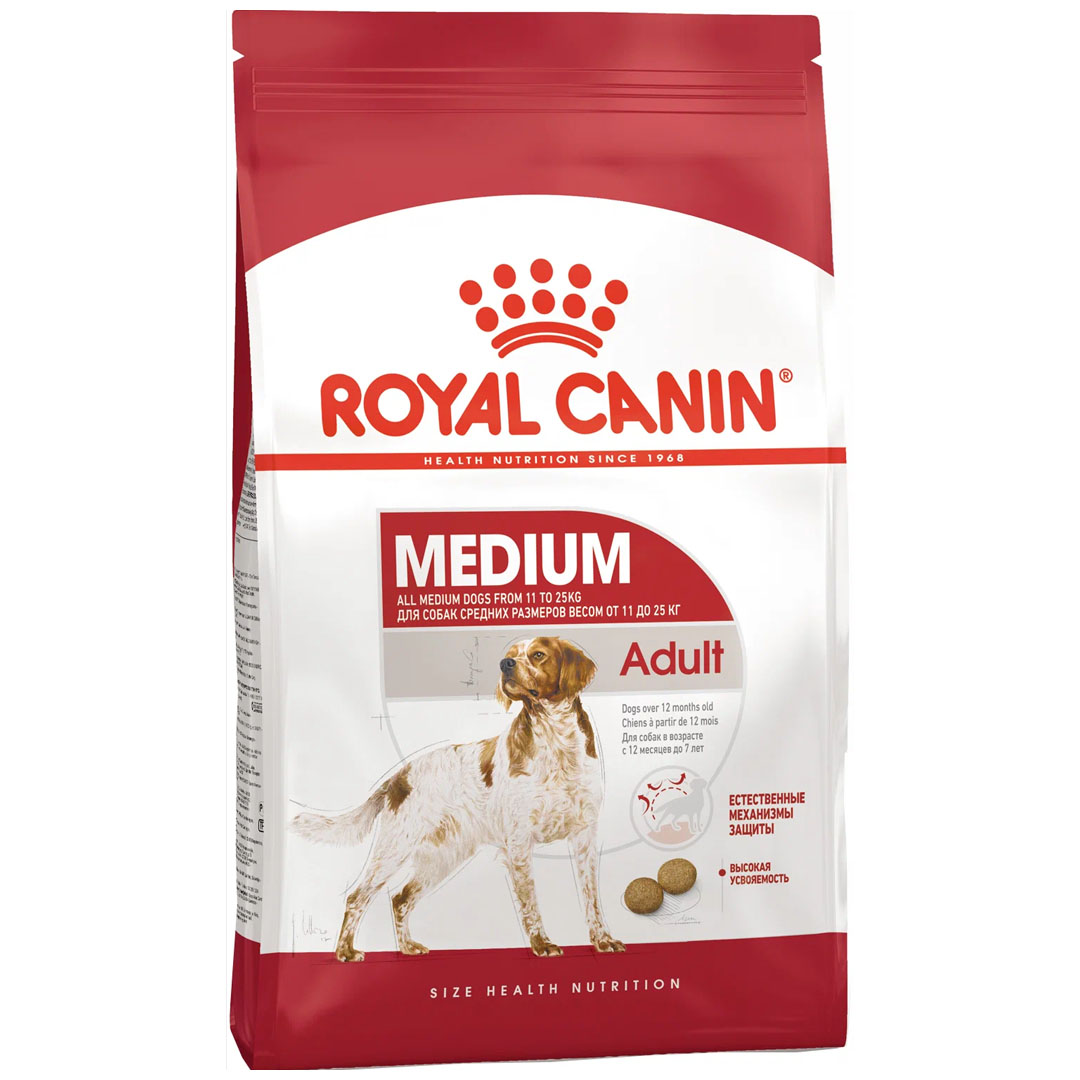 ROYAL CANIN®
HEALTH NUTRITION SINCE 1968
MEDIUM
ALL MEDIUM DOGS FROM 11 TO 25KG
ДЛЯ СОБАК СРЕДНИХ РАЗМЕРОВ ВЕСОМ ОТ 11 ДО 25 КГ
Adult
Dogs over 12 months old
Chiens à partir de 12 mois
Для собак в возрасте
с 12 месяцев до 7 лет
ЕСТЕСТВЕННЫЕ
МЕХАНИЗМЫ
ЗАЩИТЫ
ВЫСОКАЯ
УСВОЯЕМОСТЬ
SIZE HEALTH NUTRITION